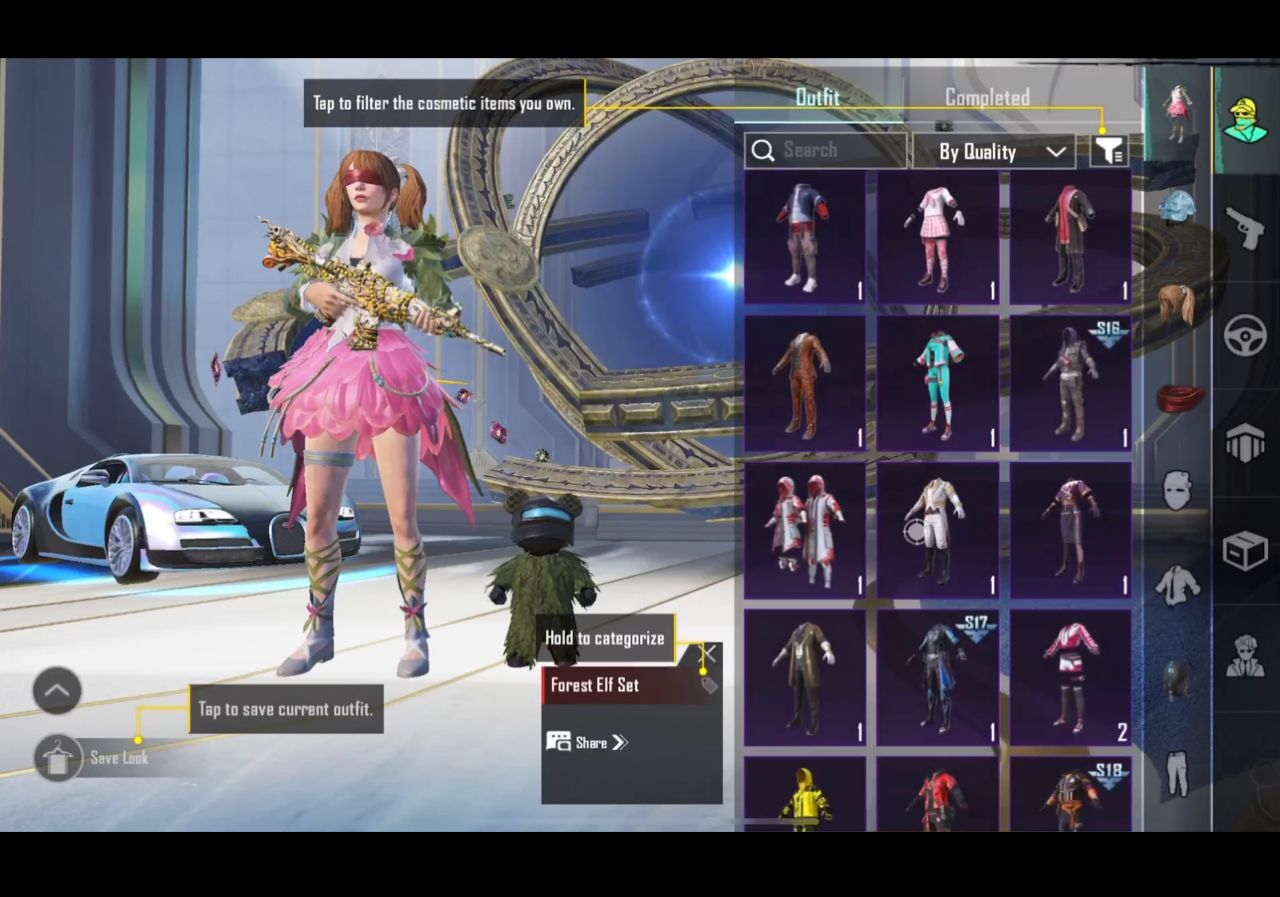 Tap to filter the cosmetic items you own.
Outfit
Completed
Search
By Quality
1
1
1
S16
1
1
1
1
1
1
S17
1
1
2
S18
Hold to categorize
Forest Elf Set
Share
Tap to save current outfit.
Save Look